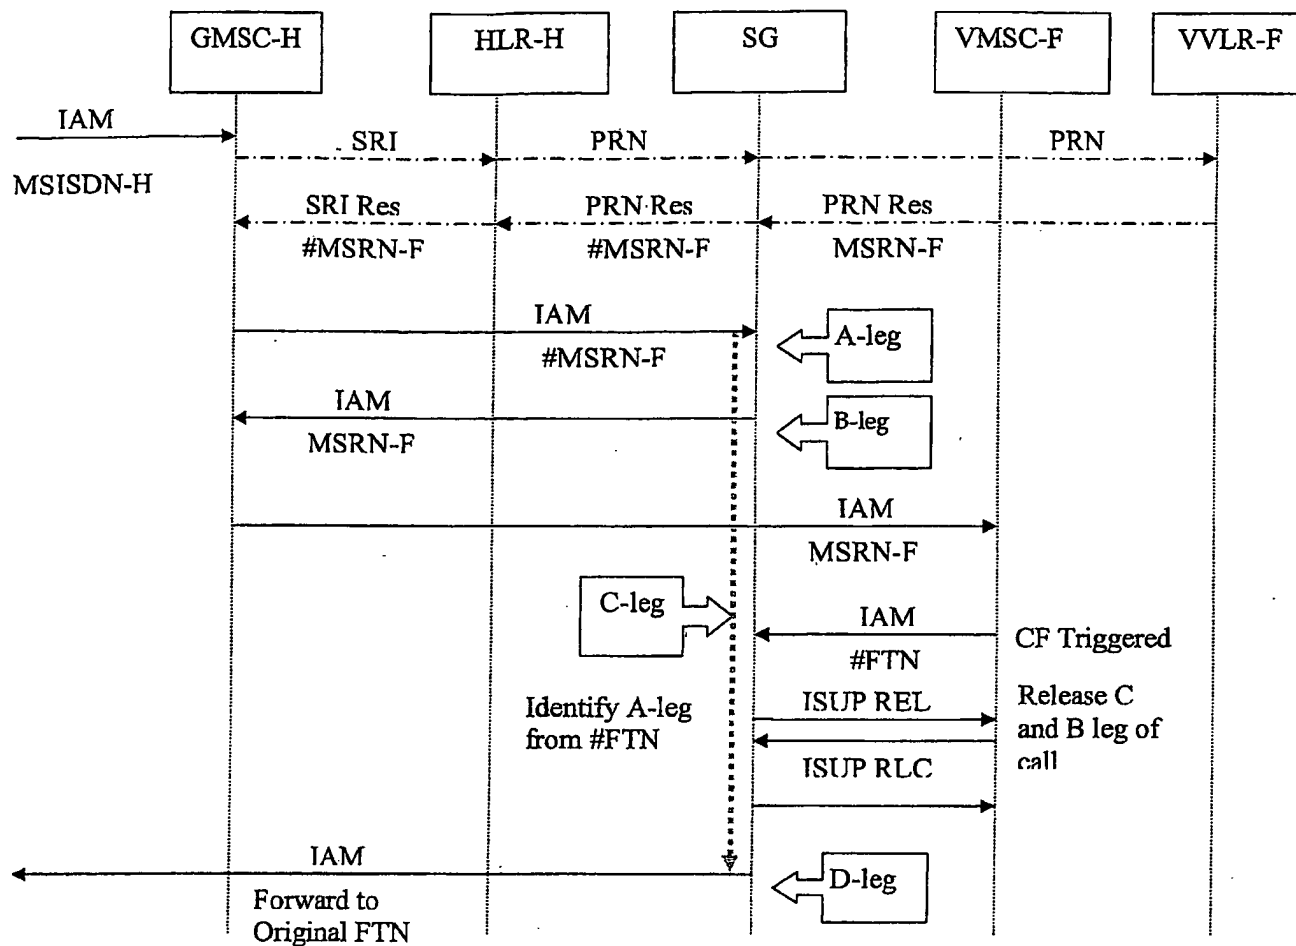 GMSC-H
HLR-H
SG
VMSC-F
VVLR-F
IAM
SRI
PRN
PRN
MSISDN-H
SRI Res
PRN Res
PRN Res
#MSRN-F
#MSRN-F
MSRN-F
IAM
A-leg
#MSRN-F
IAM
B-leg
MSRN-F
IAM
MSRN-F
C-leg
IAM
CF Triggered
#FTN
Identify A-leg
from #FTN
ISUP REL
Release C
and B leg of
call
ISUP RLC
IAM
D-leg
Forward to
Original FTN